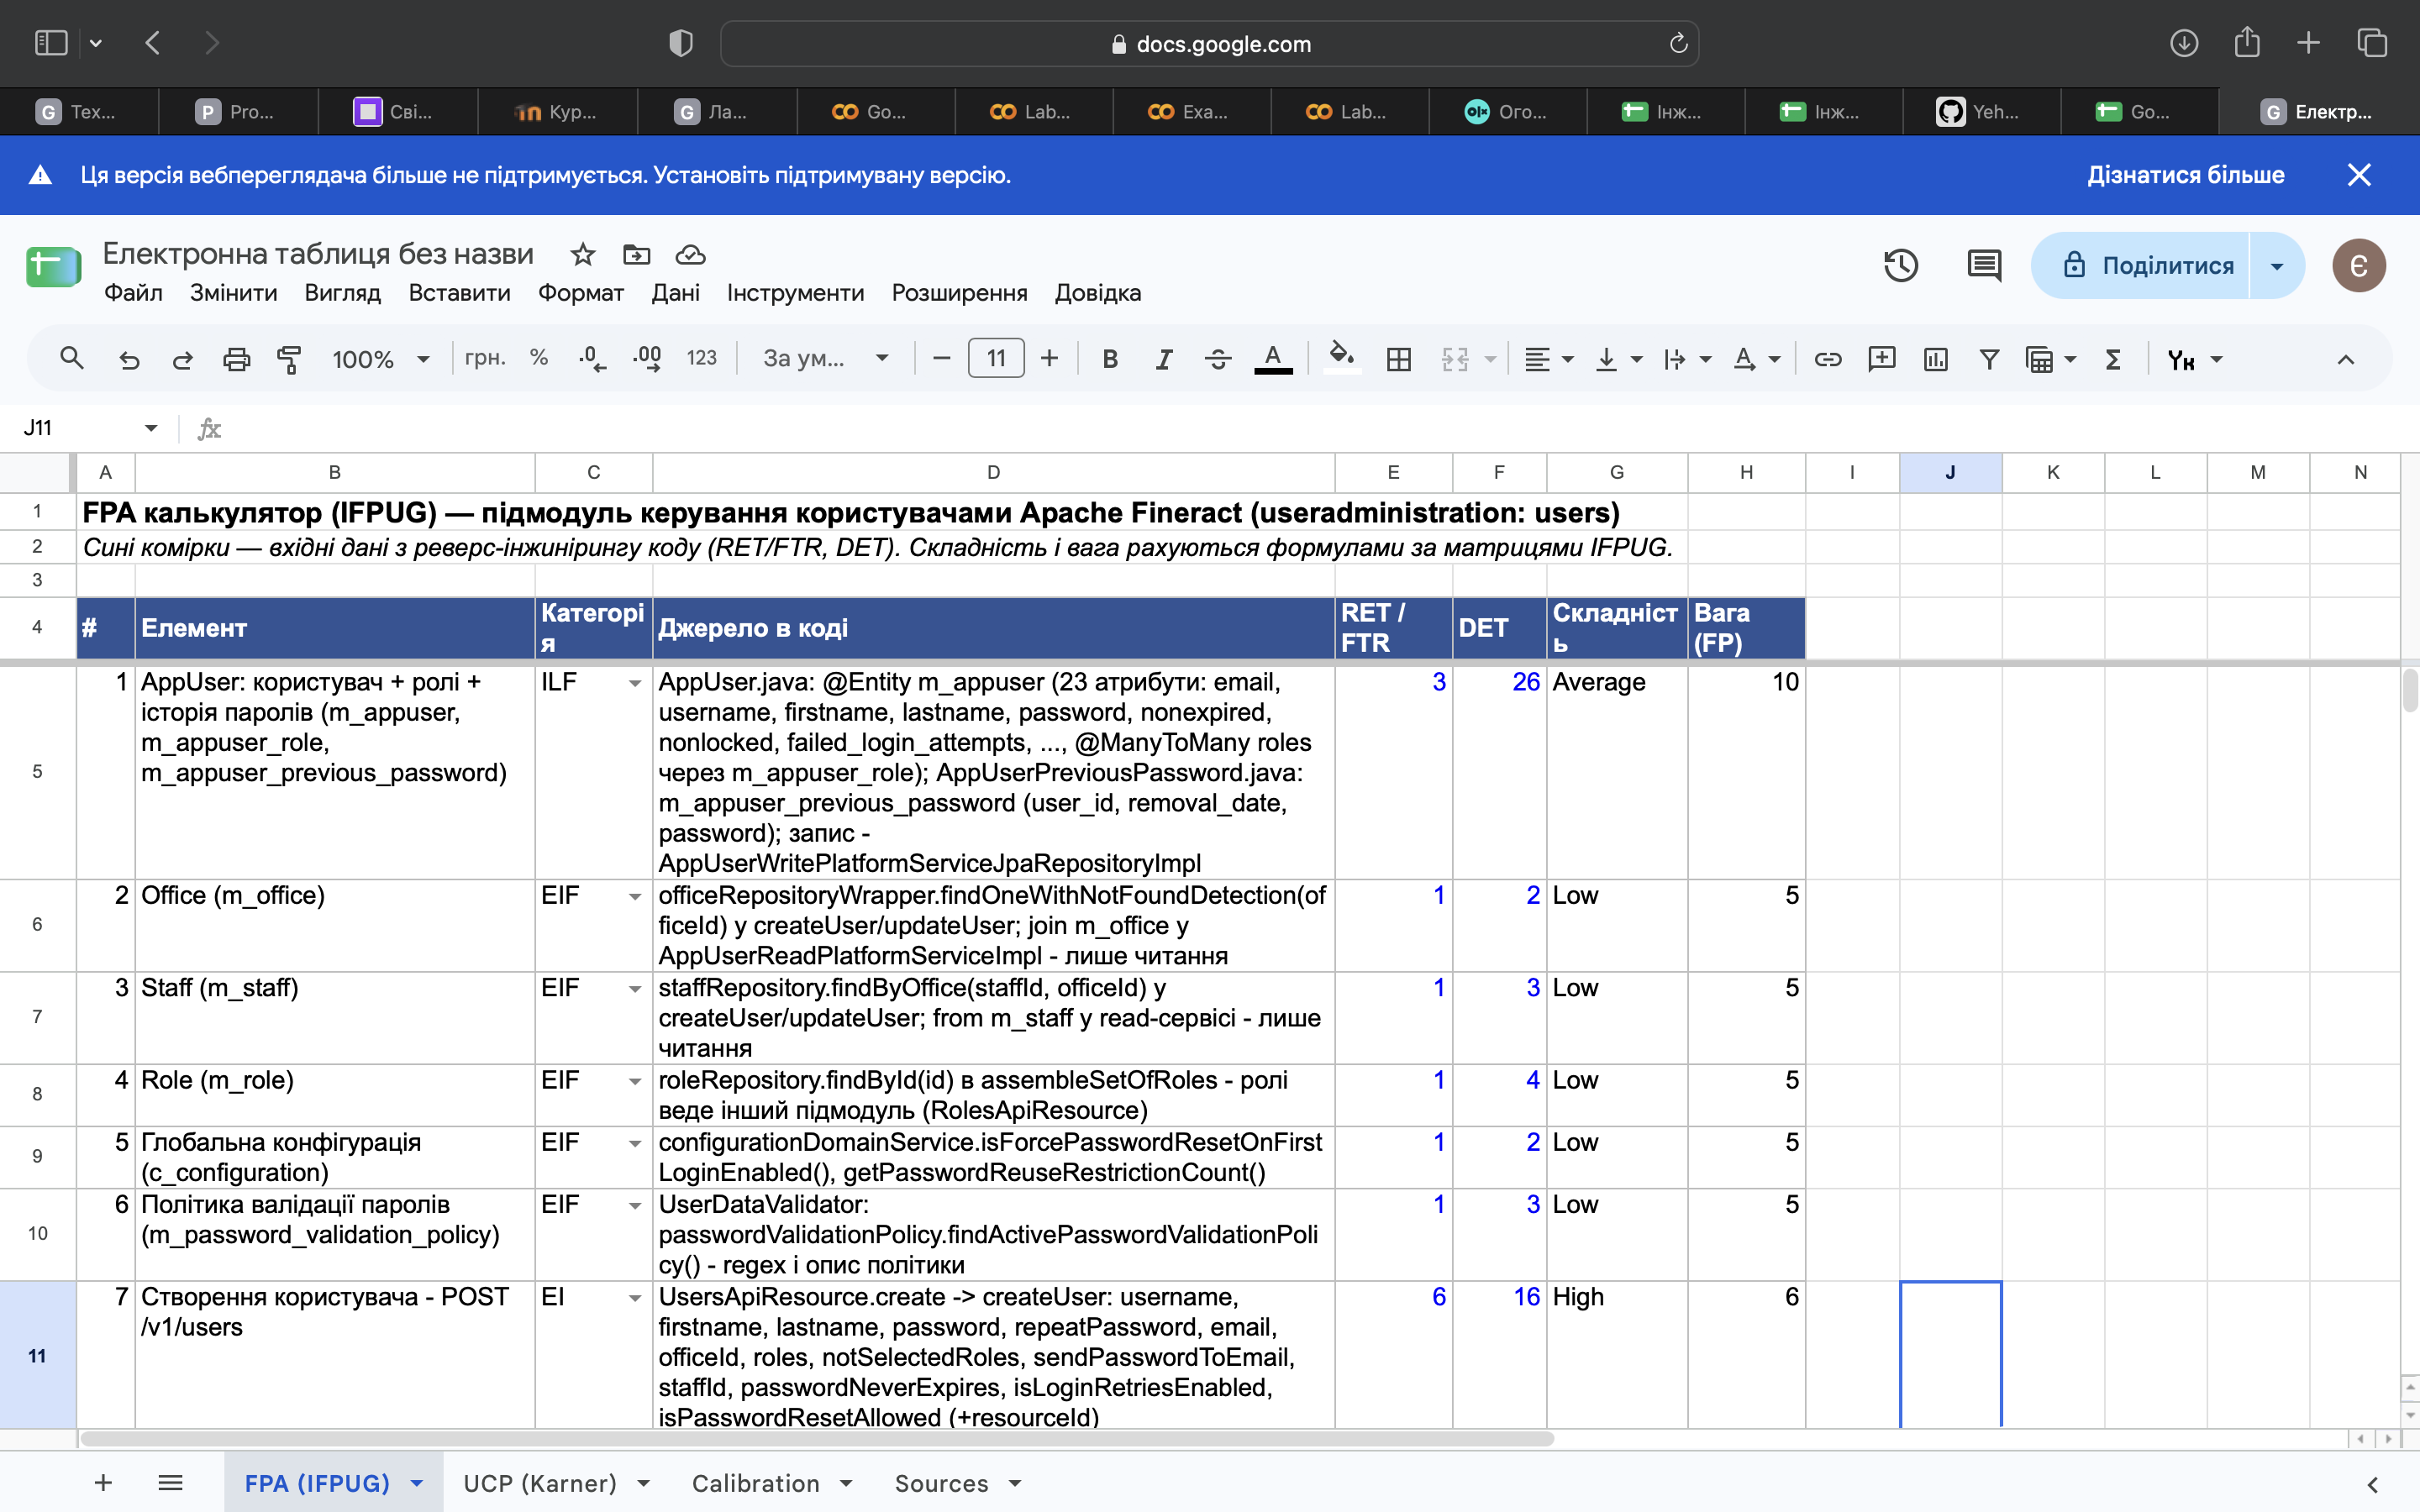 docs.google.com
Тех...
Pro...
Сві...
Кур...
Ла...
Go...
Lab...
Exa...
Lab...
Ого...
Інж...
Інж...
Yeh...
Go...
Електр...
Ця версія вебпереглядача більше не підтримується. Установіть підтримувану версію.
Дізнатися більше
Електронна таблиця без назви
Поділитися
Є
Файл Змінити Вигляд Вставити Формат Дані Інструменти Розширення Довідка
100% грн. % .0 .00 123 За ум... 11 B I A Σ Үк
J11 fx
A B C D E F G H I J K L M N
1 FPA калькулятор (IFPUG) — підмодуль керування користувачами Apache Fineract (useradministration: users)
2 Сині комірки — вхідні дані з реверс-інжинірингу коду (RET/FTR, DET). Складність і вага рахуються формулами за матрицями IFPUG.
3
4 # Елемент Категорі Джерело в коді RET / DET Складніст Вага
я FTR ь (FP)
5
1 AppUser: користувач + ролі + ILF AppUser.java: @Entity m_appuser (23 атрибути: email, 3 26 Average 10
історія паролів (m_appuser, username, firstname, lastname, password, nonexpired,
m_appuser_role, nonlocked, failed_login_attempts, ..., @ManyToMany roles
m_appuser_previous_password) через m_appuser_role); AppUserPreviousPassword.java:
m_appuser_previous_password (user_id, removal_date,
password); запис -
AppUserWritePlatformServiceJpaRepositoryImpl
6
2 Office (m_office) EIF officeRepositoryWrapper.findOneWithNotFoundDetection(of 1 2 Low 5
ficeId) у createUser/updateUser; join m_office у
AppUserReadPlatformServiceImpl - лише читання
7
3 Staff (m_staff) EIF staffRepository.findByOffice(staffId, officeId) у 1 3 Low 5
createUser/updateUser; from m_staff у read-сервісі - лише
читання
8
4 Role (m_role) EIF roleRepository.findById(id) в assembleSetOfRoles - ролі 1 4 Low 5
веде інший підмодуль (RolesApiResource)
9
5 Глобальна конфігурація EIF configurationDomainService.isForcePasswordResetOnFirst 1 2 Low 5
(c_configuration) LoginEnabled(), getPasswordReuseRestrictionCount()
10
6 Політика валідації паролів EIF UserDataValidator: 1 3 Low 5
(m_password_validation_policy) passwordValidationPolicy.findActivePasswordValidationPoli
cy() - regex і опис політики
11
7 Створення користувача - POST EI UsersApiResource.create -> createUser: username, 6 16 High 6
/v1/users firstname, lastname, password, repeatPassword, email,
officeId, roles, notSelectedRoles, sendPasswordToEmail,
staffId, passwordNeverExpires, isLoginRetriesEnabled,
isPasswordResetAllowed (+resourceId)
FPA (IFPUG) UCP (Karner) Calibration Sources